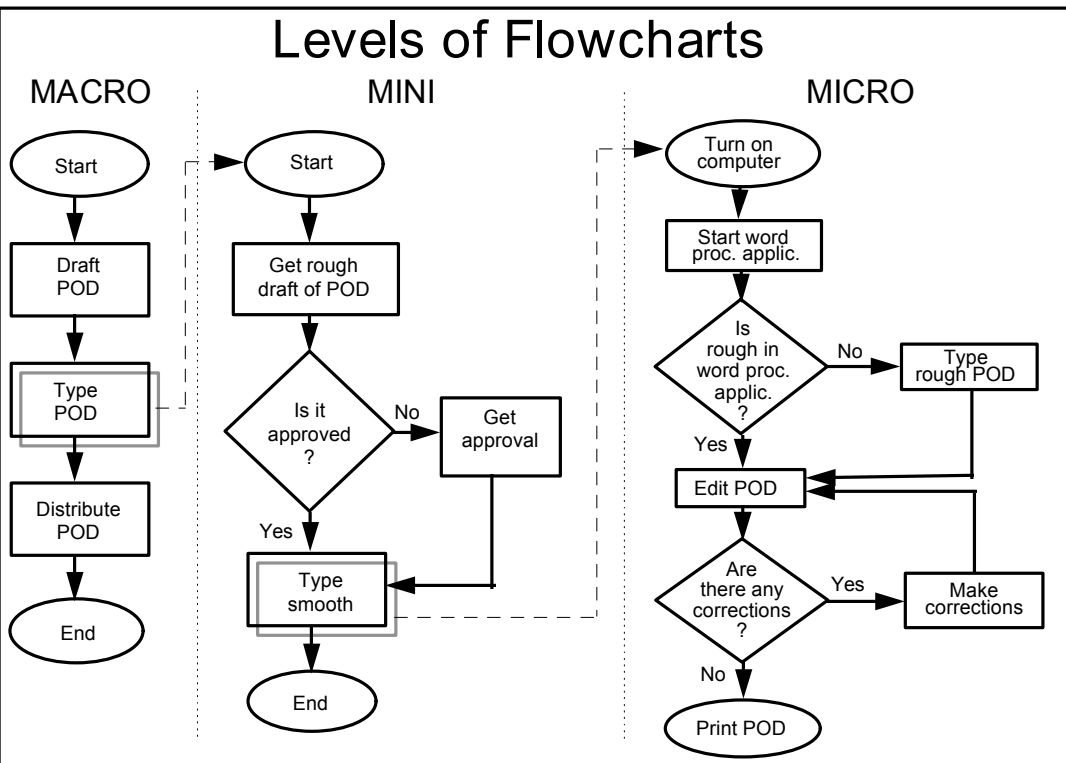 Levels of Flowcharts
MACRO
Start
Draft
POD
Type
POD
Distribute
POD
End
MINI
Start
Get rough
draft of POD
Is it
approved
?
No
Get
approval
Yes
Type
smooth
End
MICRO
Turn on
computer
Start word
proc. applic.
Is
rough in
word proc.
applic.
?
No
Type
rough POD
Yes
Edit POD
Are
there any
corrections
?
Yes
Make
corrections
No
Print POD